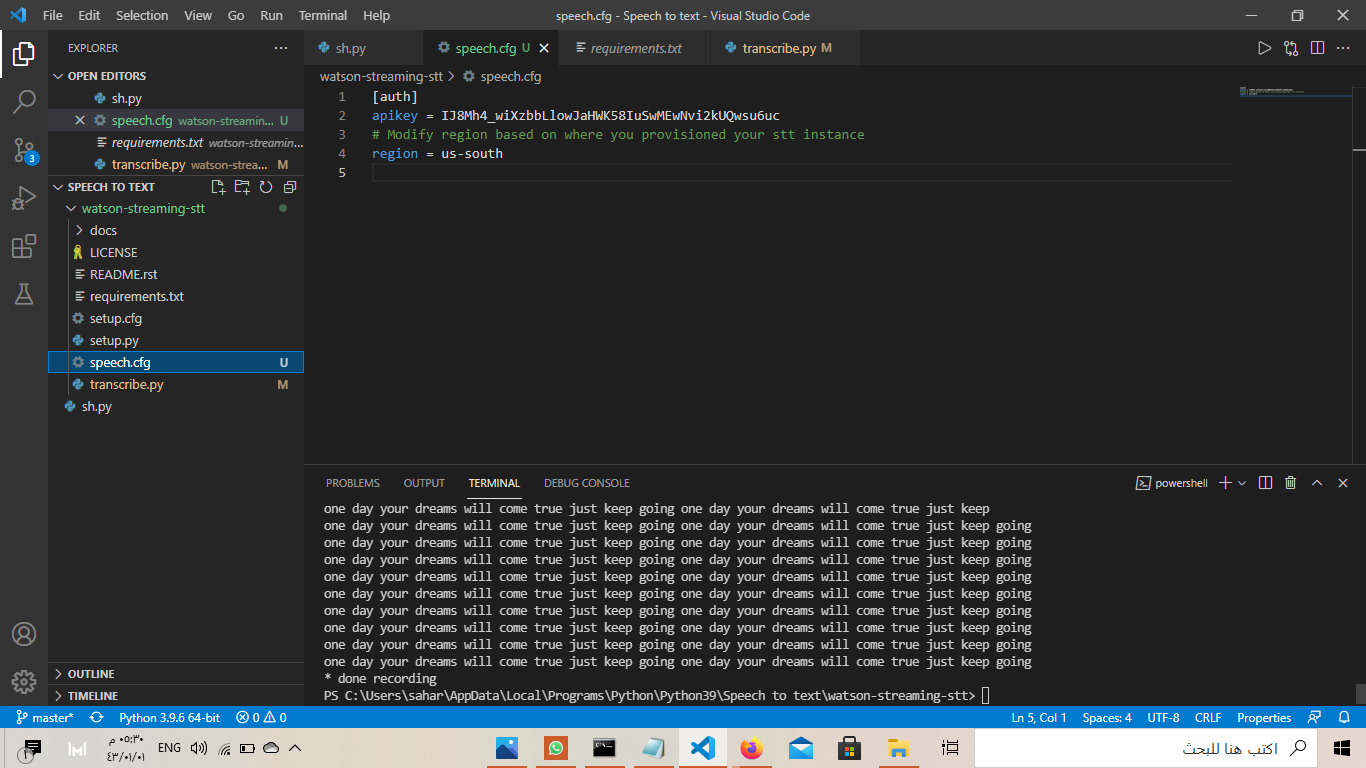 File Edit Selection View Go Run Terminal Help
speech.cfg - Speech to text - Visual Studio Code
EXPLORER
OPEN EDITORS
sh.py
speech.cfg watson-streamin... U
requirements.txt watson-streamin...
transcribe.py watson-strea... M
3
SPEECH TO TEXT
watson-streaming-stt
docs
LICENSE
README.rst
requirements.txt
setup.cfg
setup.py
speech.cfg U
transcribe.py M
sh.py
OUTLINE
TIMELINE
sh.py speech.cfg U requirements.txt transcribe.py M
watson-streaming-stt > speech.cfg
1 [auth]
2 apikey = IJ8Mh4_wiXzbbLlowJaHWK58IuSwMEwNvi2kUQwsu6uc
3 # Modify region based on where you provisioned your stt instance
4 region = us-south
5
PROBLEMS OUTPUT TERMINAL DEBUG CONSOLE
powershell
one day your dreams will come true just keep going one day your dreams will come true just keep
one day your dreams will come true just keep going one day your dreams will come true just keep going
one day your dreams will come true just keep going one day your dreams will come true just keep going
one day your dreams will come true just keep going one day your dreams will come true just keep going
one day your dreams will come true just keep going one day your dreams will come true just keep going
one day your dreams will come true just keep going one day your dreams will come true just keep going
one day your dreams will come true just keep going one day your dreams will come true just keep going
one day your dreams will come true just keep going one day your dreams will come true just keep going
one day your dreams will come true just keep going one day your dreams will come true just keep going
one day your dreams will come true just keep going one day your dreams will come true just keep going
* done recording
PS C:\Users\sahar\AppData\Local\Programs\Python\Python39\Speech to text\watson-streaming-stt>
master* Python 3.9.6 64-bit 0 0
Ln 5, Col 1 Spaces: 4 UTF-8 CRLF Properties
1
٠٥:٣٠ م
٤٣/٠١/٠١
ENG
اكتب هنا للبحث